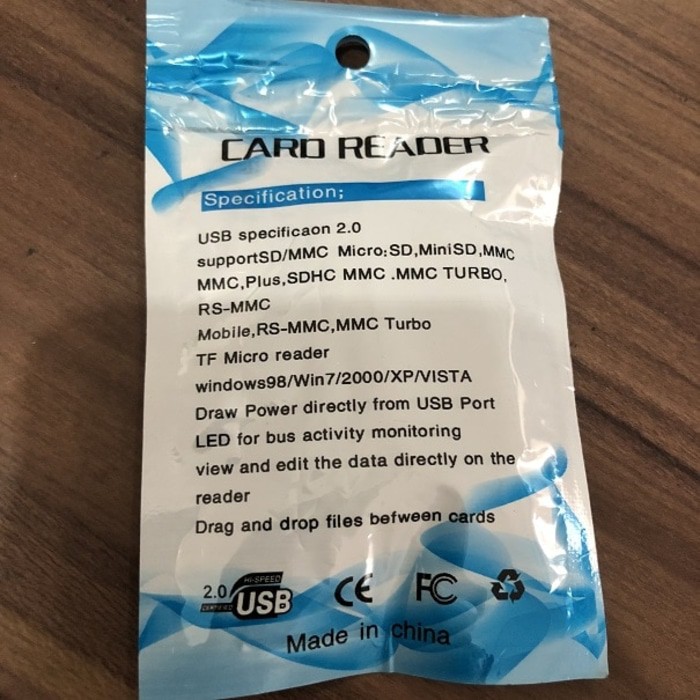 CARD READER
Specification;
USB specificaon 2.0
supportSD/MMC Micro:SD,MiniSD,MMC
MMC,Plus,SDHC MMC .MMC TURBO,
RS-MMC
Mobile,RS-MMC,MMC Turbo
TF Micro reader
windows98/Win7/2000/XP/VISTA
Draw Power directly from USB Port
LED for bus activity monitoring
view and edit the data directly on the
reader
Drag and drop files befween cards
HI-SPEED
2.0
CERTIFIED
USB
CE
FC
Made in china